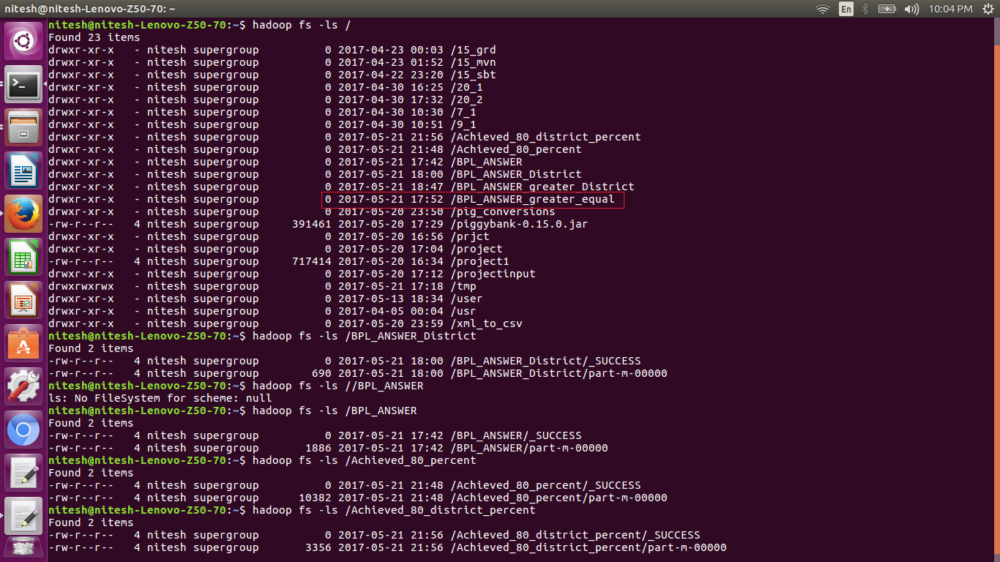 nitesh@nitesh-Lenovo-Z50-70: ~ En 10:04 PM
nitesh@nitesh-Lenovo-Z50-70:~$ hadoop fs -ls /
Found 23 items
drwxr-xr-x   - nitesh supergroup          0 2017-04-23 00:03 /15_grd
drwxr-xr-x   - nitesh supergroup          0 2017-04-23 01:52 /15_mvn
drwxr-xr-x   - nitesh supergroup          0 2017-04-22 23:20 /15_sbt
drwxr-xr-x   - nitesh supergroup          0 2017-04-30 16:25 /20_1
drwxr-xr-x   - nitesh supergroup          0 2017-04-30 17:32 /20_2
drwxr-xr-x   - nitesh supergroup          0 2017-04-30 10:30 /7_1
drwxr-xr-x   - nitesh supergroup          0 2017-04-30 10:51 /9_1
drwxr-xr-x   - nitesh supergroup          0 2017-05-21 21:56 /Achieved_80_district_percent
drwxr-xr-x   - nitesh supergroup          0 2017-05-21 21:48 /Achieved_80_percent
drwxr-xr-x   - nitesh supergroup          0 2017-05-21 17:42 /BPL_ANSWER
drwxr-xr-x   - nitesh supergroup          0 2017-05-21 18:00 /BPL_ANSWER_District
drwxr-xr-x   - nitesh supergroup          0 2017-05-21 18:47 /BPL_ANSWER_greater_District
drwxr-xr-x   - nitesh supergroup          0 2017-05-21 17:52 /BPL_ANSWER_greater_equal
drwxr-xr-x   - nitesh supergroup          0 2017-05-20 23:50 /pig_conversions
-rw-r--r--   4 nitesh supergroup     391461 2017-05-20 17:29 /piggybank-0.15.0.jar
drwxr-xr-x   - nitesh supergroup          0 2017-05-20 16:56 /prjct
drwxr-xr-x   - nitesh supergroup          0 2017-05-20 17:04 /project
-rw-r--r--   4 nitesh supergroup     717414 2017-05-20 16:34 /project1
drwxr-xr-x   - nitesh supergroup          0 2017-05-20 17:12 /projectinput
drwxrwxrwx   - nitesh supergroup          0 2017-05-21 17:18 /tmp
drwxr-xr-x   - nitesh supergroup          0 2017-05-13 18:34 /user
drwxr-xr-x   - nitesh supergroup          0 2017-04-05 00:04 /usr
drwxr-xr-x   - nitesh supergroup          0 2017-05-20 23:59 /xml_to_csv
nitesh@nitesh-Lenovo-Z50-70:~$ hadoop fs -ls /BPL_ANSWER_District
Found 2 items
-rw-r--r--   4 nitesh supergroup          0 2017-05-21 18:00 /BPL_ANSWER_District/_SUCCESS
-rw-r--r--   4 nitesh supergroup        690 2017-05-21 18:00 /BPL_ANSWER_District/part-m-00000
nitesh@nitesh-Lenovo-Z50-70:~$ hadoop fs -ls //BPL_ANSWER
ls: No FileSystem for scheme: null
nitesh@nitesh-Lenovo-Z50-70:~$ hadoop fs -ls /BPL_ANSWER
Found 2 items
-rw-r--r--   4 nitesh supergroup          0 2017-05-21 17:42 /BPL_ANSWER/_SUCCESS
-rw-r--r--   4 nitesh supergroup       1886 2017-05-21 17:42 /BPL_ANSWER/part-m-00000
nitesh@nitesh-Lenovo-Z50-70:~$ hadoop fs -ls /Achieved_80_percent
Found 2 items
-rw-r--r--   4 nitesh supergroup          0 2017-05-21 21:48 /Achieved_80_percent/_SUCCESS
-rw-r--r--   4 nitesh supergroup      10382 2017-05-21 21:48 /Achieved_80_percent/part-m-00000
nitesh@nitesh-Lenovo-Z50-70:~$ hadoop fs -ls /Achieved_80_district_percent
Found 2 items
-rw-r--r--   4 nitesh supergroup          0 2017-05-21 21:56 /Achieved_80_district_percent/_SUCCESS
-rw-r--r--   4 nitesh supergroup       3356 2017-05-21 21:56 /Achieved_80_district_percent/part-m-00000